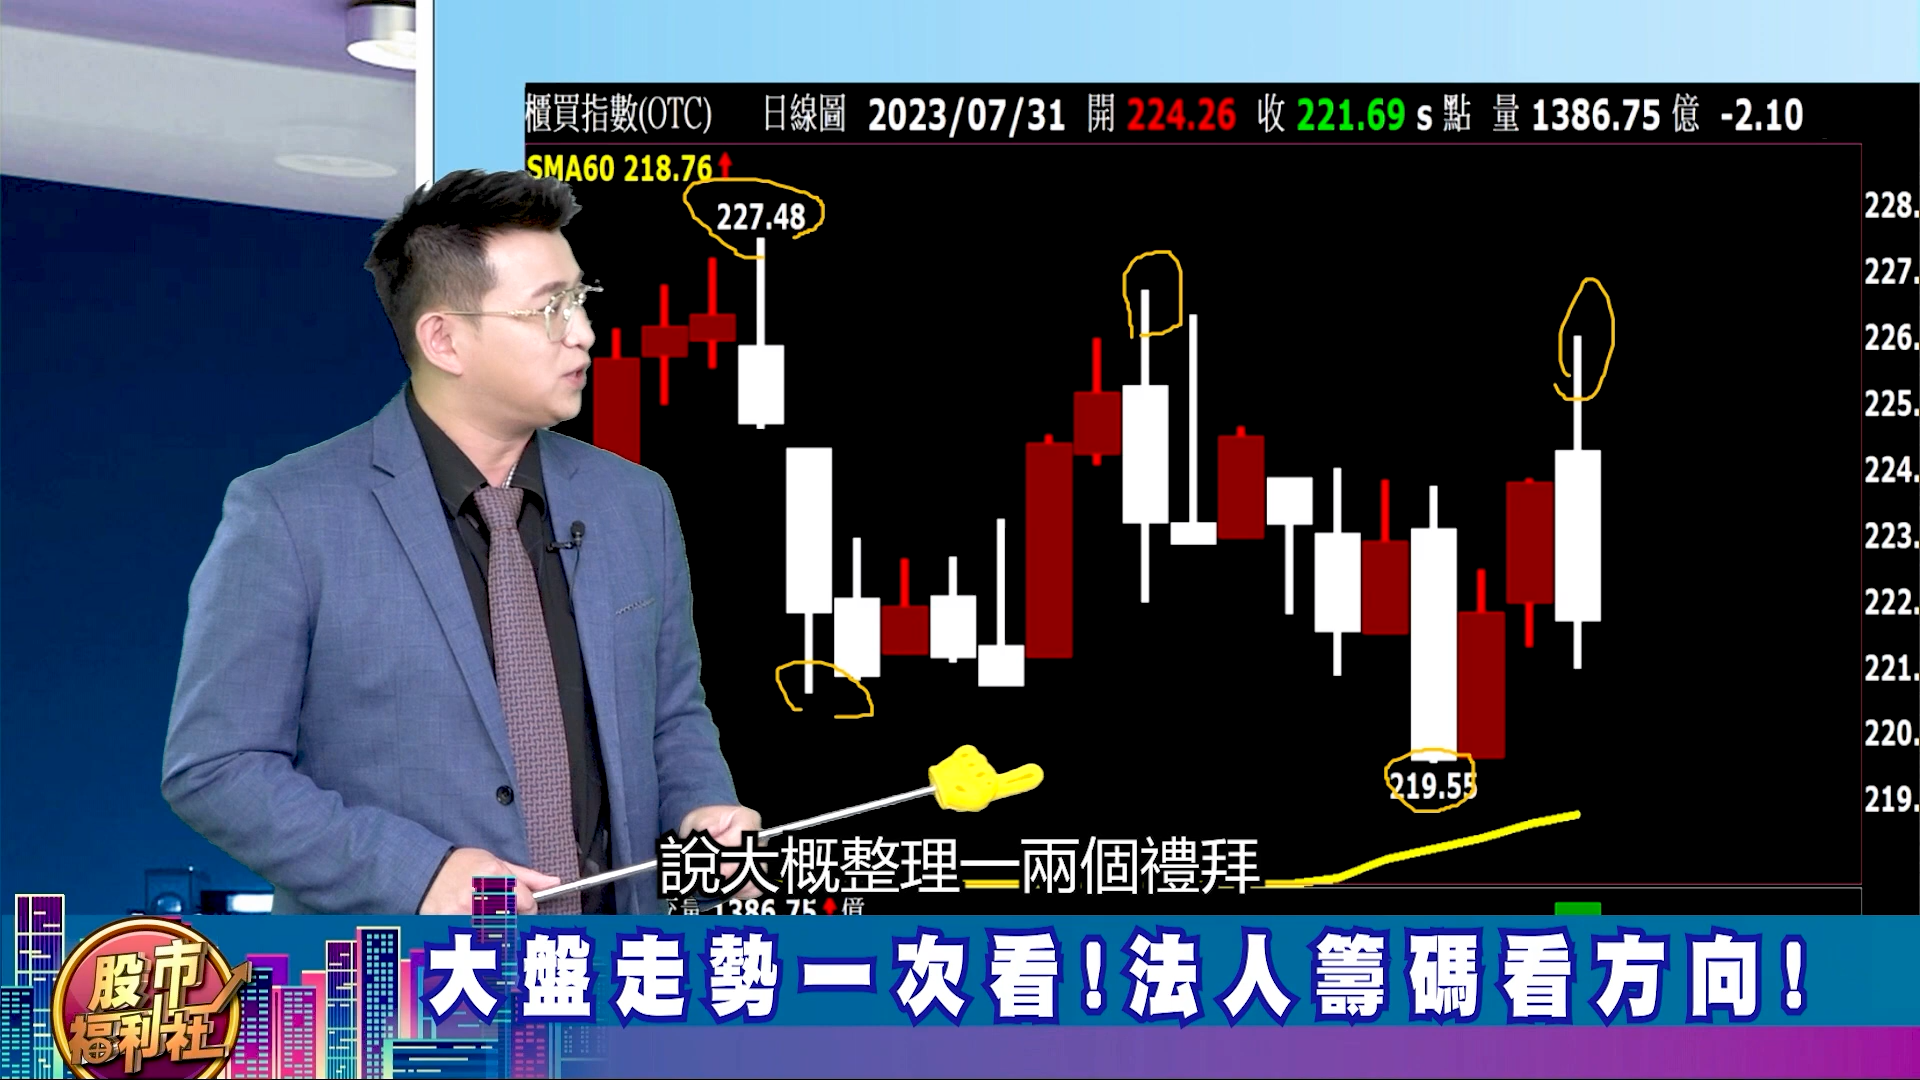 櫃買指數(OTC) 日線圖 2023/07/31 開 224.26 收 221.69 s 點 量 1386.75 億 -2.10
SMA60 218.76
227.48
228.
227.
226.
225.
224.
223.
222.
221.
220.
219.55
219.
說大概整理一兩個禮拜
1386.75 億
大盤走勢一次看!法人籌碼看方向!
股市
福利社